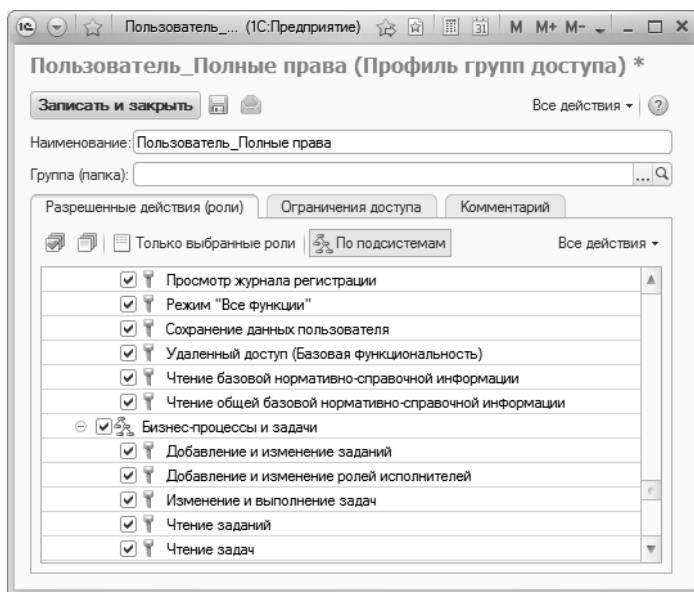 1С Пользователь_... (1С:Предприятие) 31 M M+ M-
Пользователь_Полные права (Профиль групп доступа) *
Записать и закрыть Все действия ?
Наименование: Пользователь_Полные права
Группа (папка): ...
Разрешенные действия (роли) Ограничения доступа Комментарий
Только выбранные роли По подсистемам Все действия
Просмотр журнала регистрации
Режим "Все функции"
Сохранение данных пользователя
Удаленный доступ (Базовая функциональность)
Чтение базовой нормативно-справочной информации
Чтение общей базовой нормативно-справочной информации
Бизнес-процессы и задачи
Добавление и изменение заданий
Добавление и изменение ролей исполнителей
Изменение и выполнение задач
Чтение заданий
Чтение задач